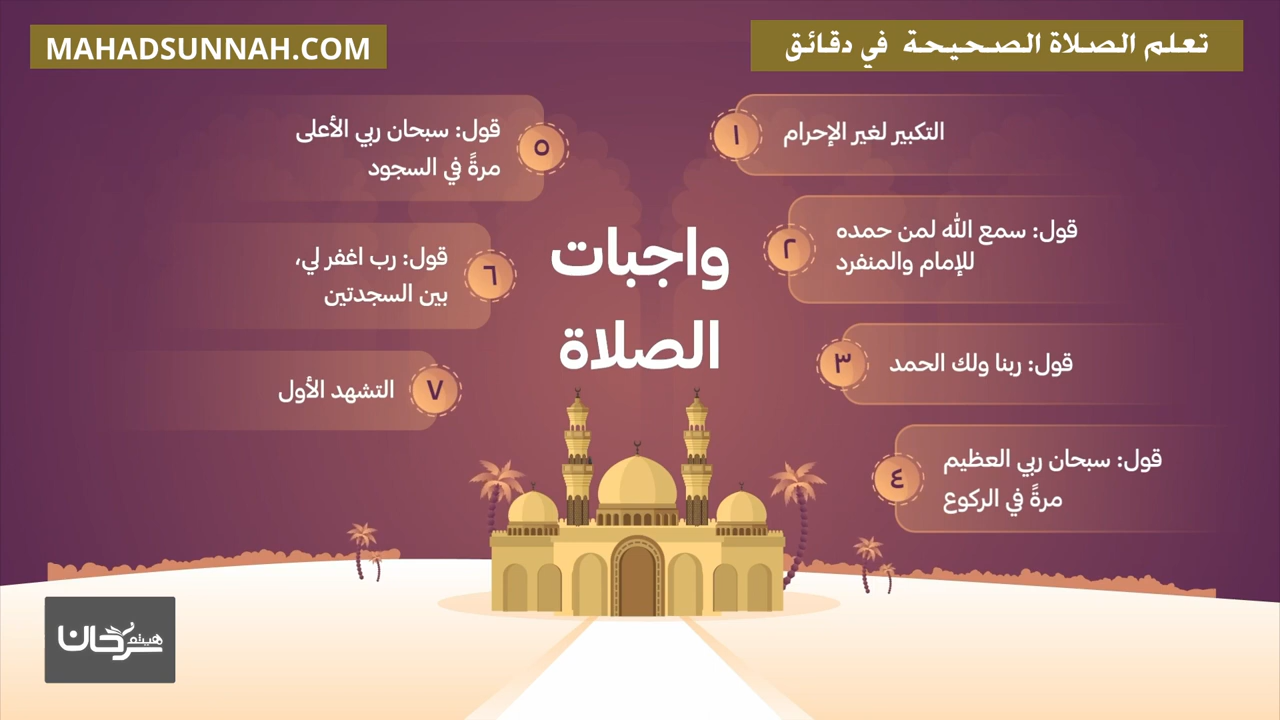 MAHADSUNNAH.COM
تعلم الصلاة الصحيحة في دقائق
واجبات
الصلاة
١
التكبير لغير الإحرام
٢
قول: سمع الله لمن حمده
للإمام والمنفرد
٣
قول: ربنا ولك الحمد
٤
قول: سبحان ربي العظيم
مرةً في الركوع
٥
قول: سبحان ربي الأعلى
مرةً في السجود
٦
قول: رب اغفر لي،
بين السجدتين
٧
التشهد الأول
هيثم
سرحان